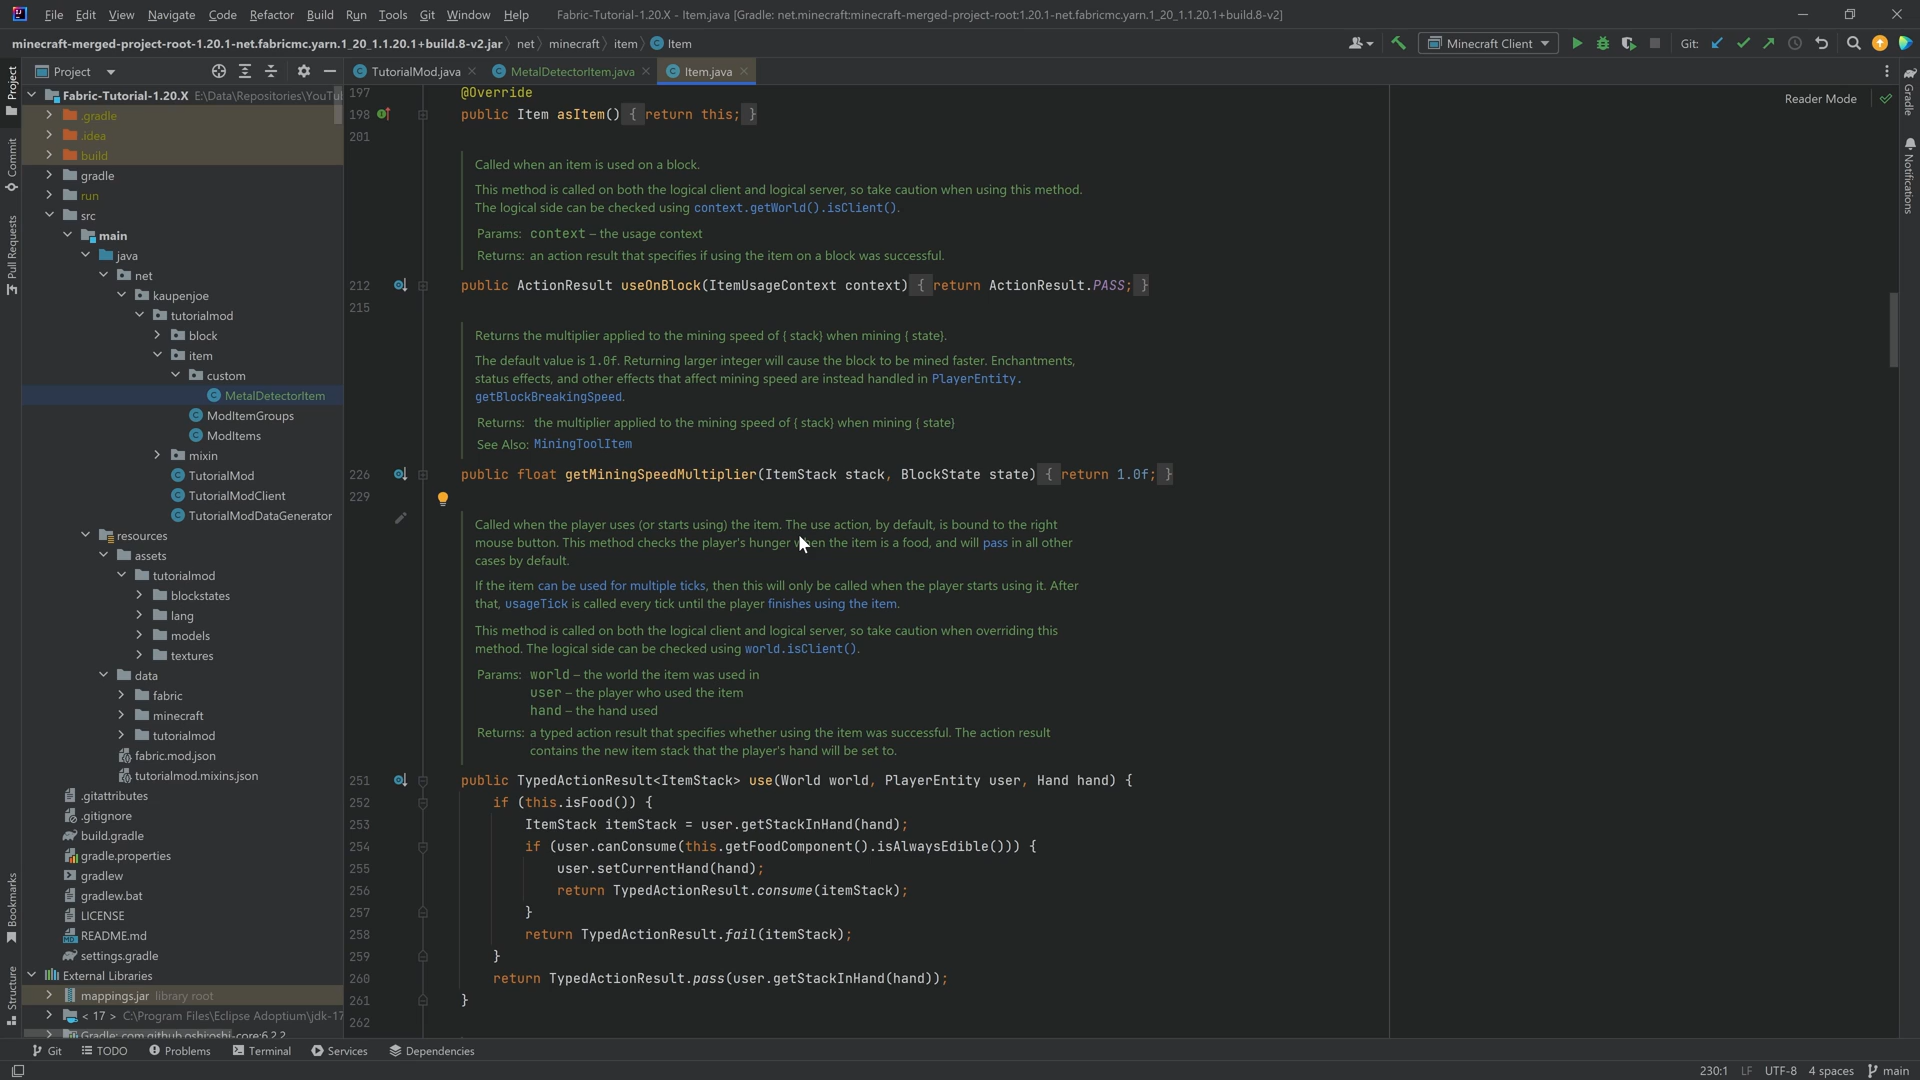 File Edit View Navigate Code Refactor Build Run Tools Git Window Help Fabric-Tutorial-1.20.X - Item.java [Gradle: net.minecraft:minecraft-merged-project-root:1.20.1-net.fabricmc.yarn.1_20_1.1.20.1+build.8-v2]
minecraft-merged-project-root-1.20.1-net.fabricmc.yarn.1_20_1.1.20.1+build.8-v2.jar net minecraft item Item Minecraft Client Git:
Project TutorialMod.java MetalDetectorItem.java Item.java
Reader Mode
Project
Commit
Pull Requests
Bookmarks
Structure
Gradle
Notifications
Fabric-Tutorial-1.20.X E:\Data\Repositories\YouTu
.gradle
.idea
build
gradle
run
src
main
java
net
kaupenjoe
tutorialmod
block
item
custom
MetalDetectorItem
ModItemGroups
ModItems
mixin
TutorialMod
TutorialModClient
TutorialModDataGenerator
resources
assets
tutorialmod
blockstates
lang
models
textures
data
fabric
minecraft
tutorialmod
fabric.mod.json
tutorialmod.mixins.json
.gitattributes
.gitignore
build.gradle
gradle.properties
gradlew
gradlew.bat
LICENSE
README.md
settings.gradle
External Libraries
mappings.jar library root
< 17 > C:\Program Files\Eclipse Adoptium\jdk-17
Gradle: com.github.oshi:oshi-core:6.2.2
197 @Override
198 public Item asItem() { return this; }
201
Called when an item is used on a block.
This method is called on both the logical client and logical server, so take caution when using this method.
The logical side can be checked using context.getWorld().isClient().
Params: context – the usage context
Returns: an action result that specifies if using the item on a block was successful.
212 public ActionResult useOnBlock(ItemUsageContext context) { return ActionResult.PASS; }
215
Returns the multiplier applied to the mining speed of { stack} when mining { state}.
The default value is 1.0f. Returning larger integer will cause the block to be mined faster. Enchantments,
status effects, and other effects that affect mining speed are instead handled in PlayerEntity.
getBlockBreakingSpeed.
Returns: the multiplier applied to the mining speed of { stack} when mining { state}
See Also: MiningToolItem
226 public float getMiningSpeedMultiplier(ItemStack stack, BlockState state) { return 1.0f; }
229
Called when the player uses (or starts using) the item. The use action, by default, is bound to the right
mouse button. This method checks the player's hunger when the item is a food, and will pass in all other
cases by default.
If the item can be used for multiple ticks, then this will only be called when the player starts using it. After
that, usageTick is called every tick until the player finishes using the item.
This method is called on both the logical client and logical server, so take caution when overriding this
method. The logical side can be checked using world.isClient().
Params: world – the world the item was used in
user – the player who used the item
hand – the hand used
Returns: a typed action result that specifies whether using the item was successful. The action result
contains the new item stack that the player's hand will be set to.
251 public TypedActionResult<ItemStack> use(World world, PlayerEntity user, Hand hand) {
252 if (this.isFood()) {
253 ItemStack itemStack = user.getStackInHand(hand);
254 if (user.canConsume(this.getFoodComponent().isAlwaysEdible())) {
255 user.setCurrentHand(hand);
256 return TypedActionResult.consume(itemStack);
257 }
258 return TypedActionResult.fail(itemStack);
259 }
260 return TypedActionResult.pass(user.getStackInHand(hand));
261 }
262
Git TODO Problems Terminal Services Dependencies
230:1 LF UTF-8 4 spaces main